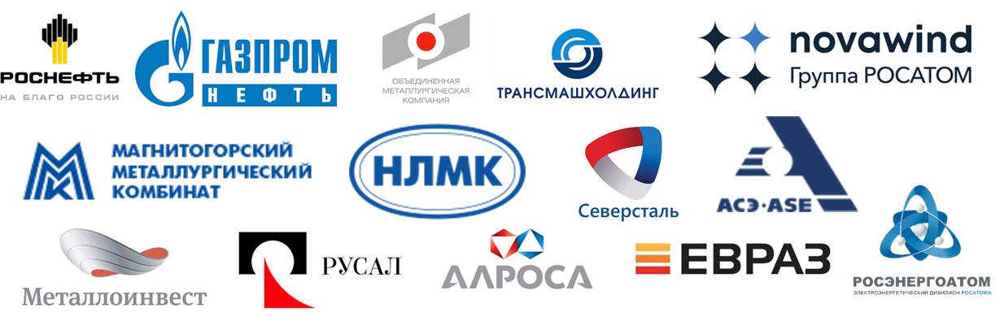 РОСНЕФТЬ
НА БЛАГО РОССИИ
ГАЗПРОМ
НЕФТЬ
ОБЪЕДИНЕННАЯ
МЕТАЛЛУРГИЧЕСКАЯ
КОМПАНИЯ
ТРАНСМАШХОЛДИНГ
novawind
Группа РОСАТОМ
МАГНИТОГОРСКИЙ
МЕТАЛЛУРГИЧЕСКИЙ
КОМБИНАТ
НЛМК
Северсталь
АСЭ·ASE
Металлоинвест
РУСАЛ
АЛРОСА
ЕВРАЗ
РОСЭНЕРГОАТОМ
ЭЛЕКТРОЭНЕРГЕТИЧЕСКИЙ ДИВИЗИОН РОСАТОМА